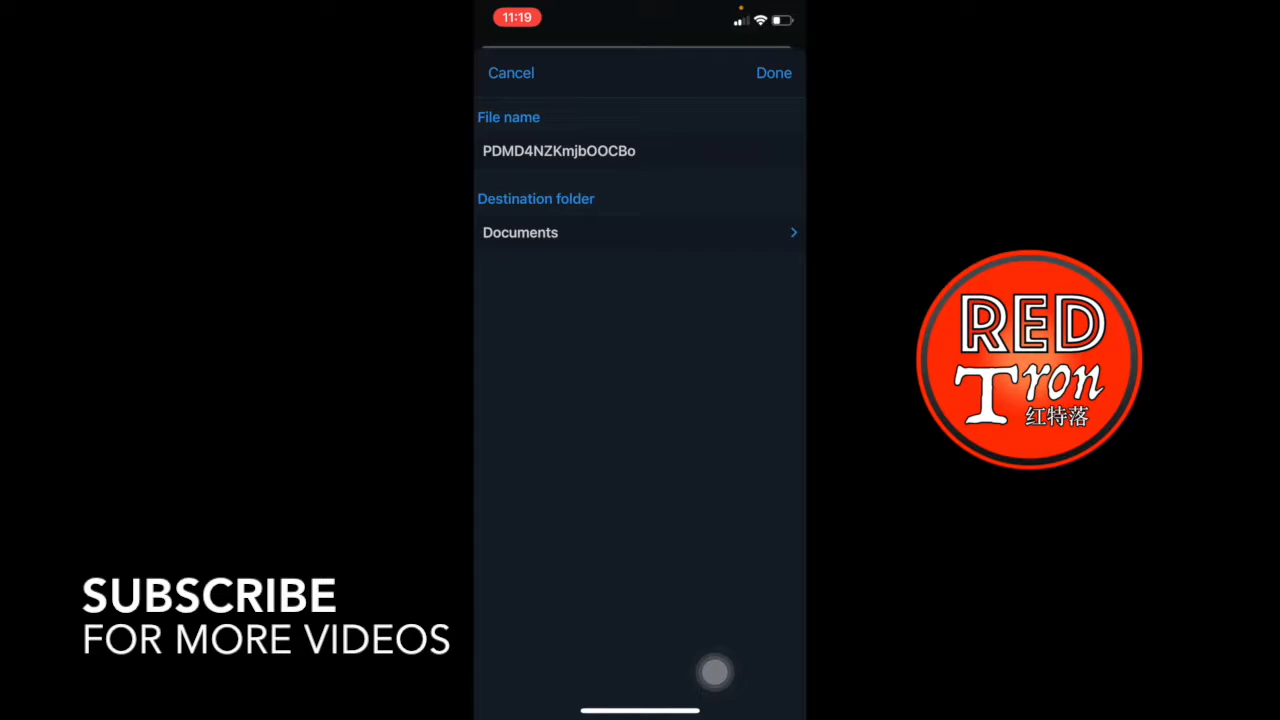 11:19
Cancel
Done
File name
PDMD4NZKmjbOOCBo
Destination folder
Documents
RED
Tron
红特落
SUBSCRIBE
FOR MORE VIDEOS